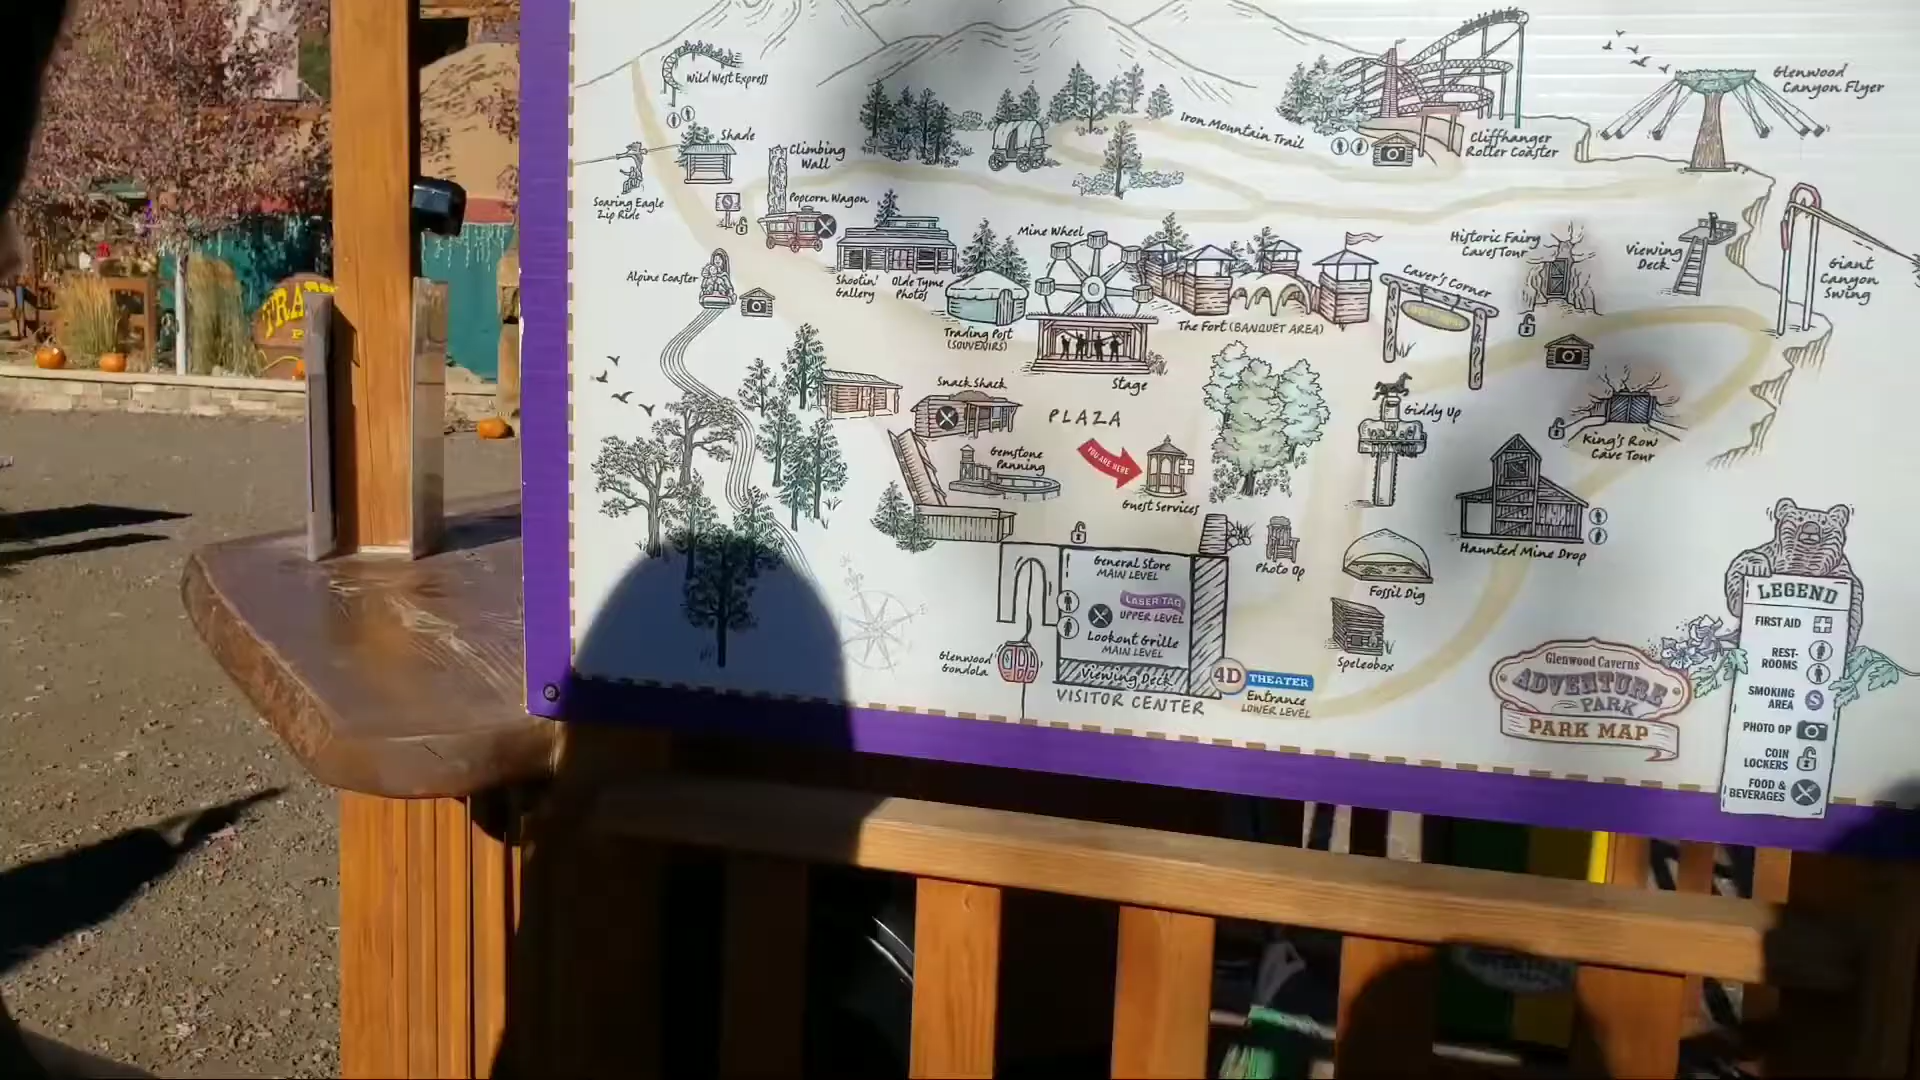 Wild West Express
Glenwood
Canyon Flyer
Shade
Climbing
Wall
Iron Mountain Trail
Cliffhanger
Roller Coaster
Soaring Eagle
Zip Ride
S
Popcorn Wagon
Mine Wheel
Historic Fairy
Caves Tour
Viewing
Deck
Giant
Canyon
Swing
Alpine Coaster
Shootin'
Gallery
Olde Tyme
Photos
Caver's Corner
Trading Post
(SOUVENIRS)
The Fort (BANQUET AREA)
Stage
Snack Shack
PLAZA
Giddy Up
King's Row
Cave Tour
Gemstone
Panning
YOU ARE HERE
Guest Services
Haunted Mine Drop
General Store
MAIN LEVEL
LASER TAG
UPPER LEVEL
Lookout Grille
MAIN LEVEL
Viewing Deck
VISITOR CENTER
Photo Op
Fossil Dig
Speleobox
Glenwood
Gondola
4D THEATER
Entrance
LOWER LEVEL
Glenwood Caverns
ADVENTURE
PARK
PARK MAP
LEGEND
FIRST AID
REST-
ROOMS
SMOKING
AREA
S
PHOTO OP
COIN
LOCKERS
FOOD &
BEVERAGES